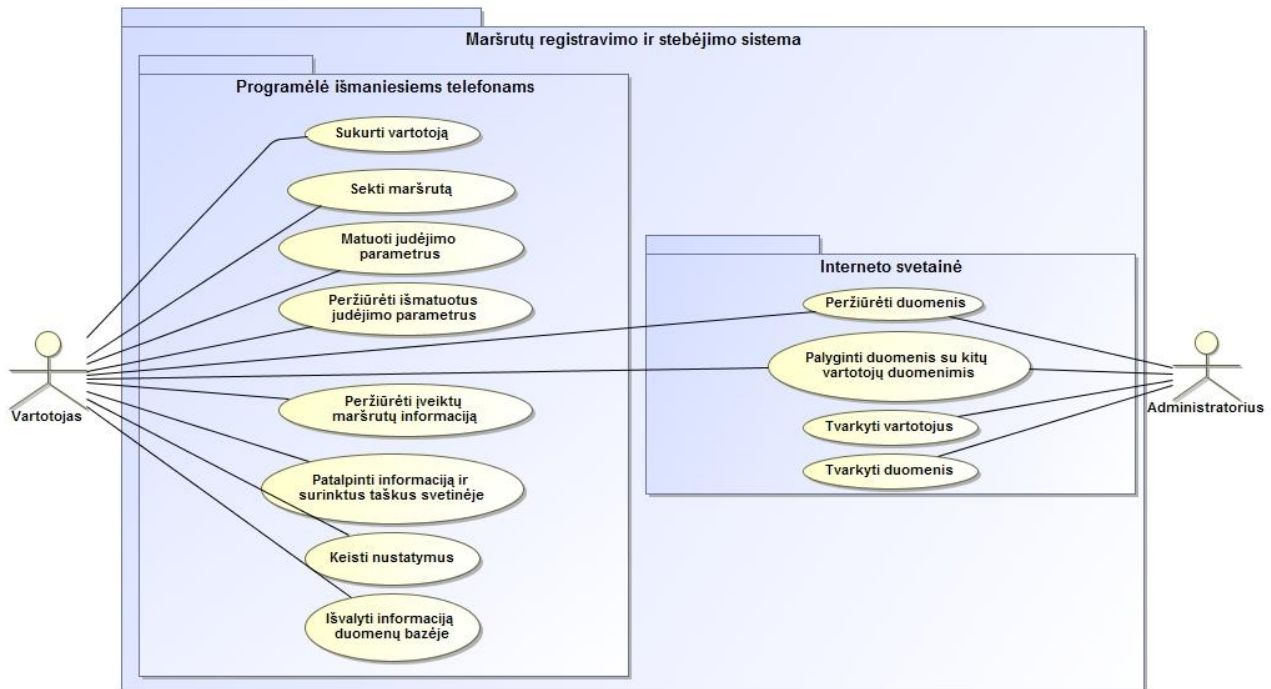 Maršrutų registravimo ir stebėjimo sistema
Programėlė išmaniesiems telefonams
Sukurti vartotoją
Sekti maršrutą
Matuoti judėjimo
parametrus
Peržiūrėti išmatuotus
judėjimo parametrus
Peržiūrėti įveiktų
maršrutų informaciją
Patalpinti informaciją ir
surinktus taškus svetinėje
Keisti nustatymus
Išvalyti informaciją
duomenų bazėje
Interneto svetainė
Peržiūrėti duomenis
Palyginti duomenis su kitų
vartotojų duomenimis
Tvarkyti vartotojus
Tvarkyti duomenis
Vartotojas
Administratorius